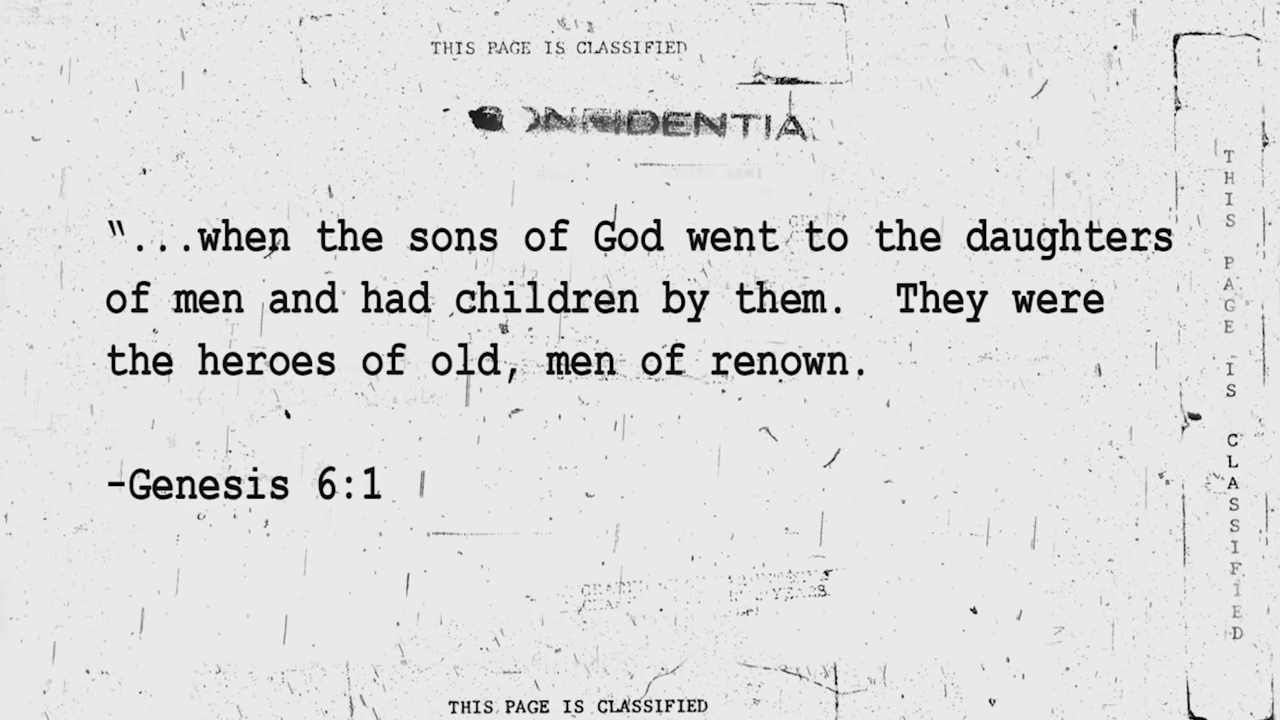 THIS PAGE IS CLASSIFIED
"...when the sons of God went to the daughters
of men and had children by them.  They were
the heroes of old, men of renown.
-Genesis 6:1
THIS PAGE IS CLASSIFIED
THIS PAGE IS CLASSIFIED